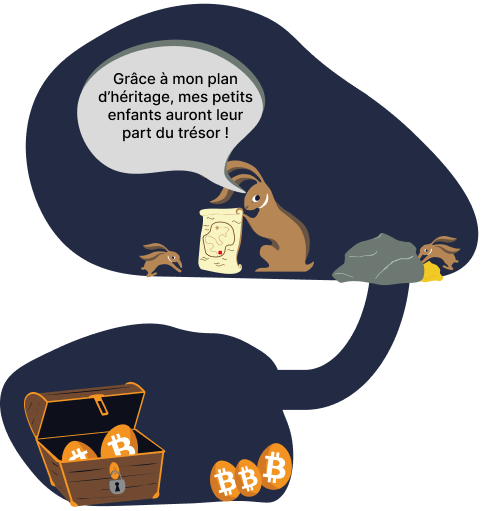 Grâce à mon plan
d'héritage, mes petits
enfants auront leur
part du trésor !